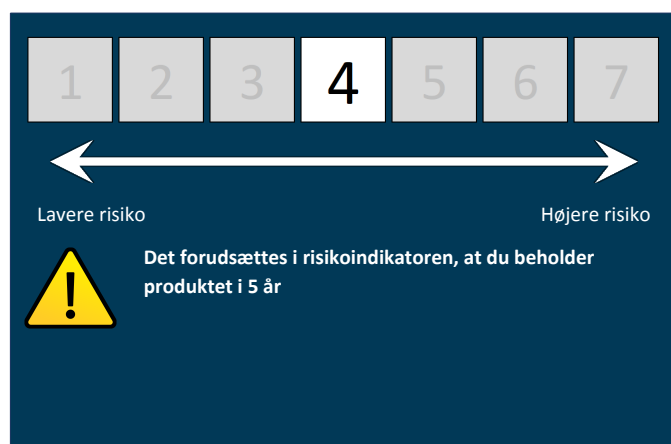 1 2 3 4 5 6 7
Lavere risiko Højere risiko
Det forudsættes i risikoindikatoren, at du beholder
produktet i 5 år